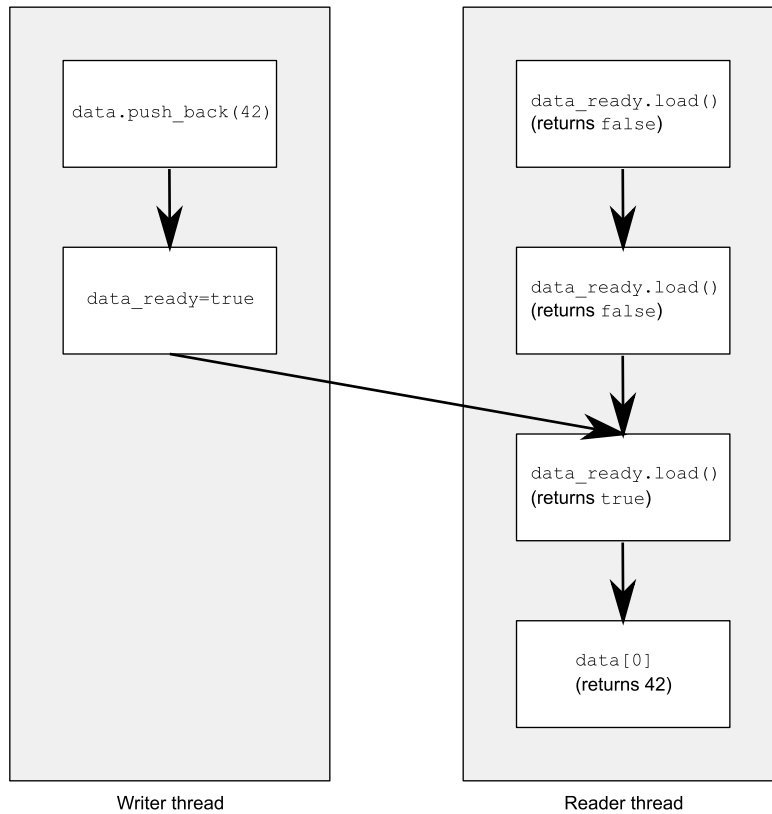 data.push_back(42)
data_ready=true
Writer thread
data_ready.load()
(returns false)
data_ready.load()
(returns false)
data_ready.load()
(returns true)
data[0]
(returns 42)
Reader thread